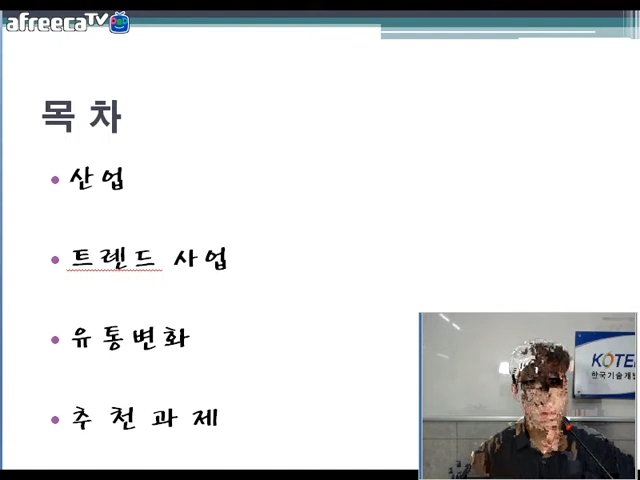 afreecaTV
목 차
산업
트렌드 사업
유통변화
추 천 과 제
KOTE
한국기술개